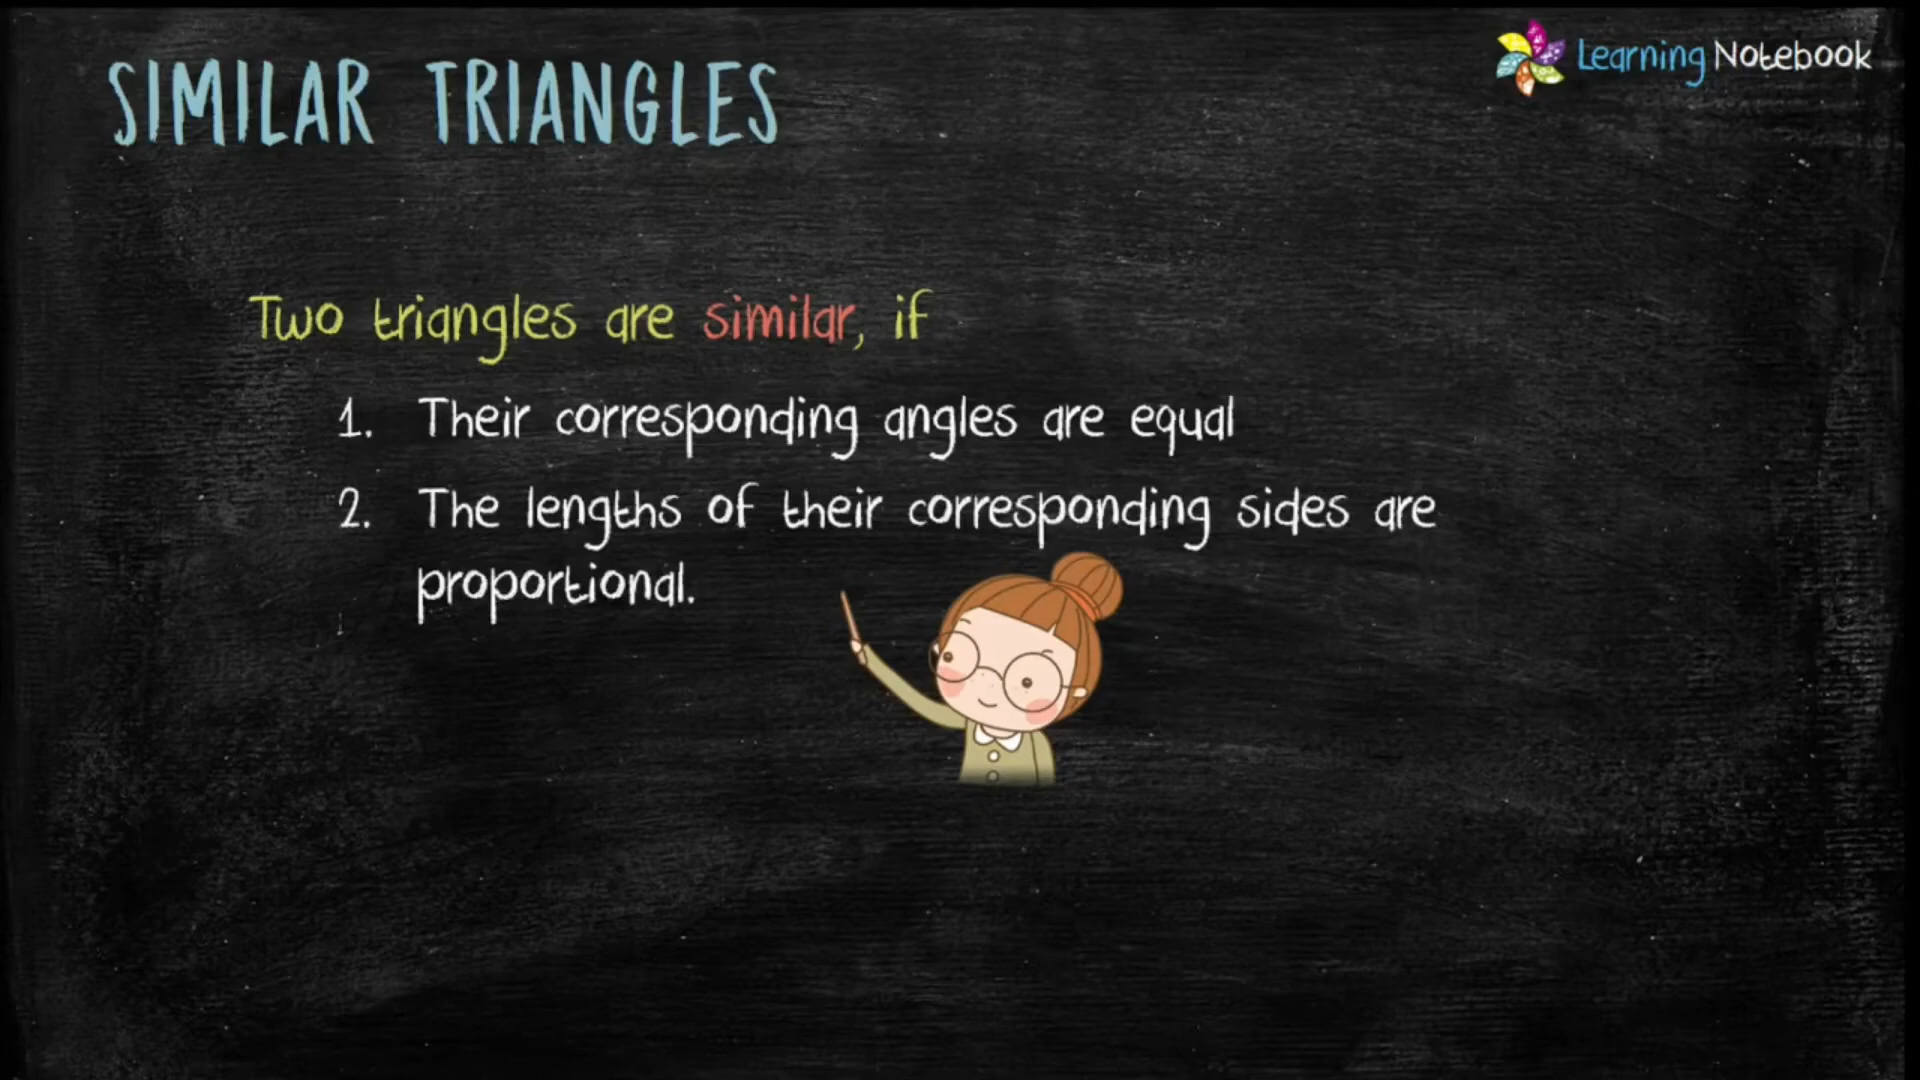 SIMILAR TRIANGLES
Learning Notebook
Two triangles are similar, if
1. Their corresponding angles are equal
2. The lengths of their corresponding sides are
proportional.